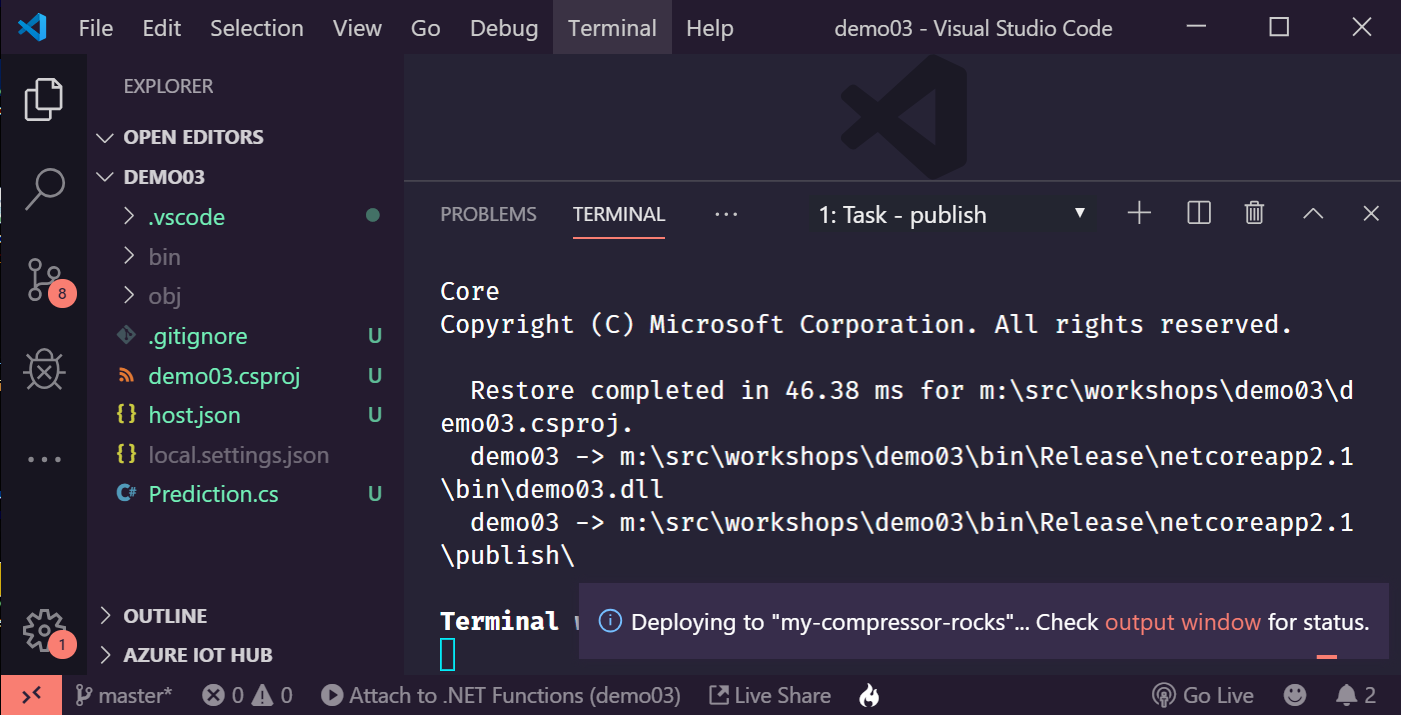 File Edit Selection View Go Debug Terminal Help demo03 - Visual Studio Code
EXPLORER
OPEN EDITORS
DEMO03
.vscode
bin
obj
.gitignore U
demo03.csproj U
host.json U
local.settings.json
Prediction.cs U
OUTLINE
AZURE IOT HUB
8
1
PROBLEMS TERMINAL ... 1: Task - publish
Core
Copyright (C) Microsoft Corporation. All rights reserved.
Restore completed in 46.38 ms for m:\src\workshops\demo03\d
emo03.csproj.
demo03 -> m:\src\workshops\demo03\bin\Release\netcoreapp2.1
\bin\demo03.dll
demo03 -> m:\src\workshops\demo03\bin\Release\netcoreapp2.1
\publish\
Terminal
Deploying to "my-compressor-rocks"... Check output window for status.
master* 0 0 Attach to .NET Functions (demo03) Live Share Go Live 2